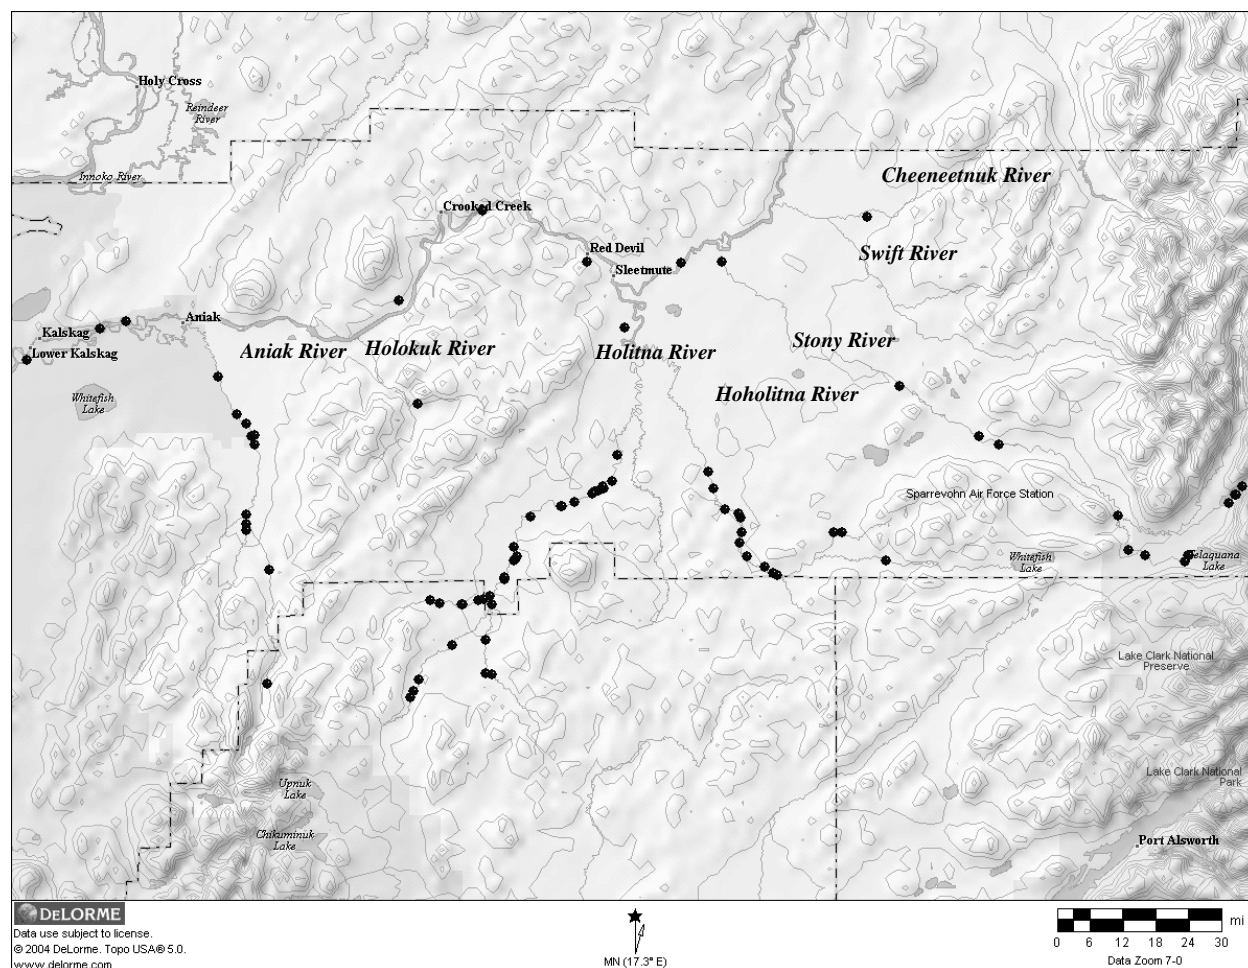 Holy Cross
Reindeer
River
Innoko River
Cheeneetnuk River
Crooked Creek
Swift River
Red Devil
Sleetmute
Aniak
Kalskag
Lower Kalskag
Aniak River
Holokuk River
Holitna River
Stony River
Hoholitna River
Whitefish
Lake
Sparrevohn Air Force Station
Whitefish
Lake
Telaquana
Lake
Lake Clark National
Preserve
Lake Clark National
Park
Upnuk
Lake
Chikuminuk
Lake
Port Alsworth
DELORME
Data use subject to license.
© 2004 DeLorme. Topo USA® 5.0.
www.delorme.com
MN (17.3° E)
mi
0 6 12 18 24 30
Data Zoom 7-0